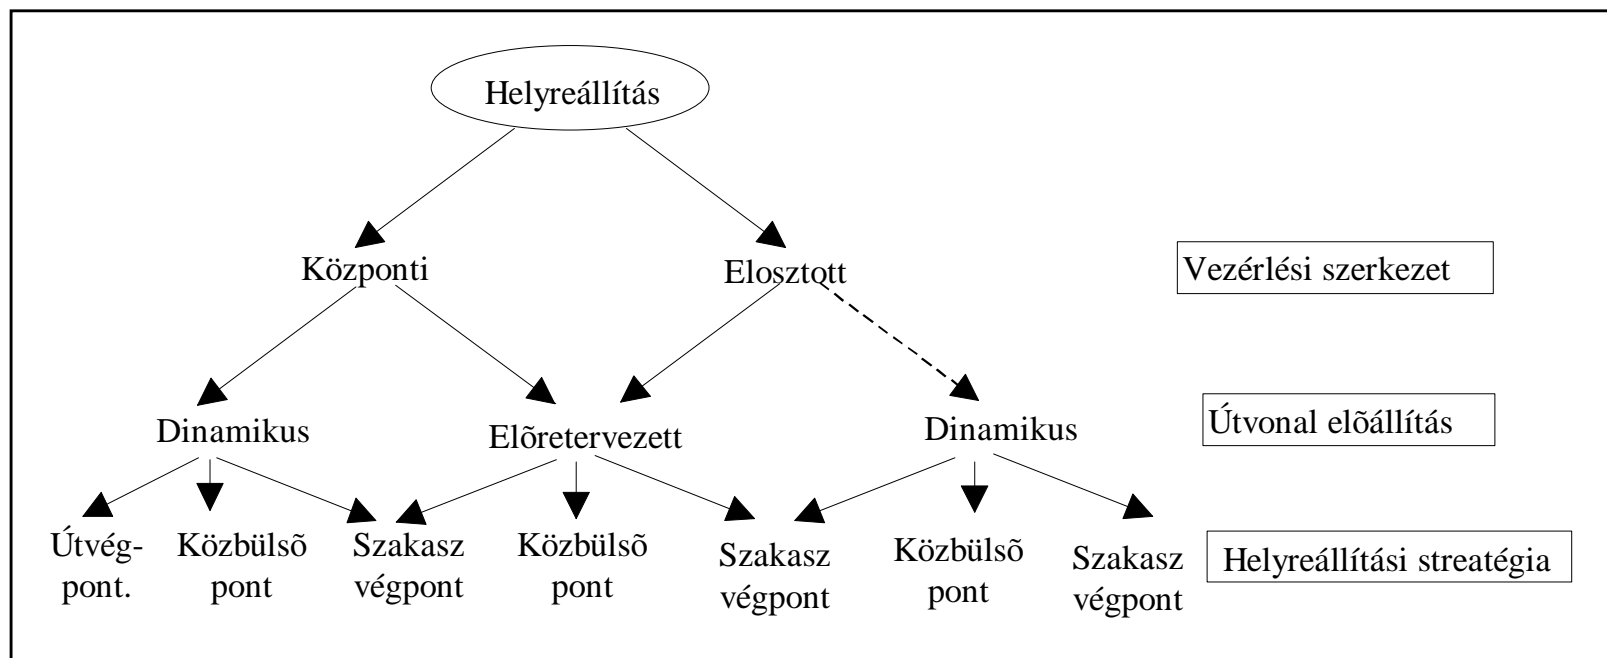 Helyreállítás
Központi
Elosztott
Vezérlési szerkezet
Dinamikus
Elõretervezett
Dinamikus
Útvonal elõállítás
Útvég-
pont.
Közbülsõ
pont
Szakasz
végpont
Közbülsõ
pont
Szakasz
végpont
Közbülsõ
pont
Szakasz
végpont
Helyreállítási streatégia